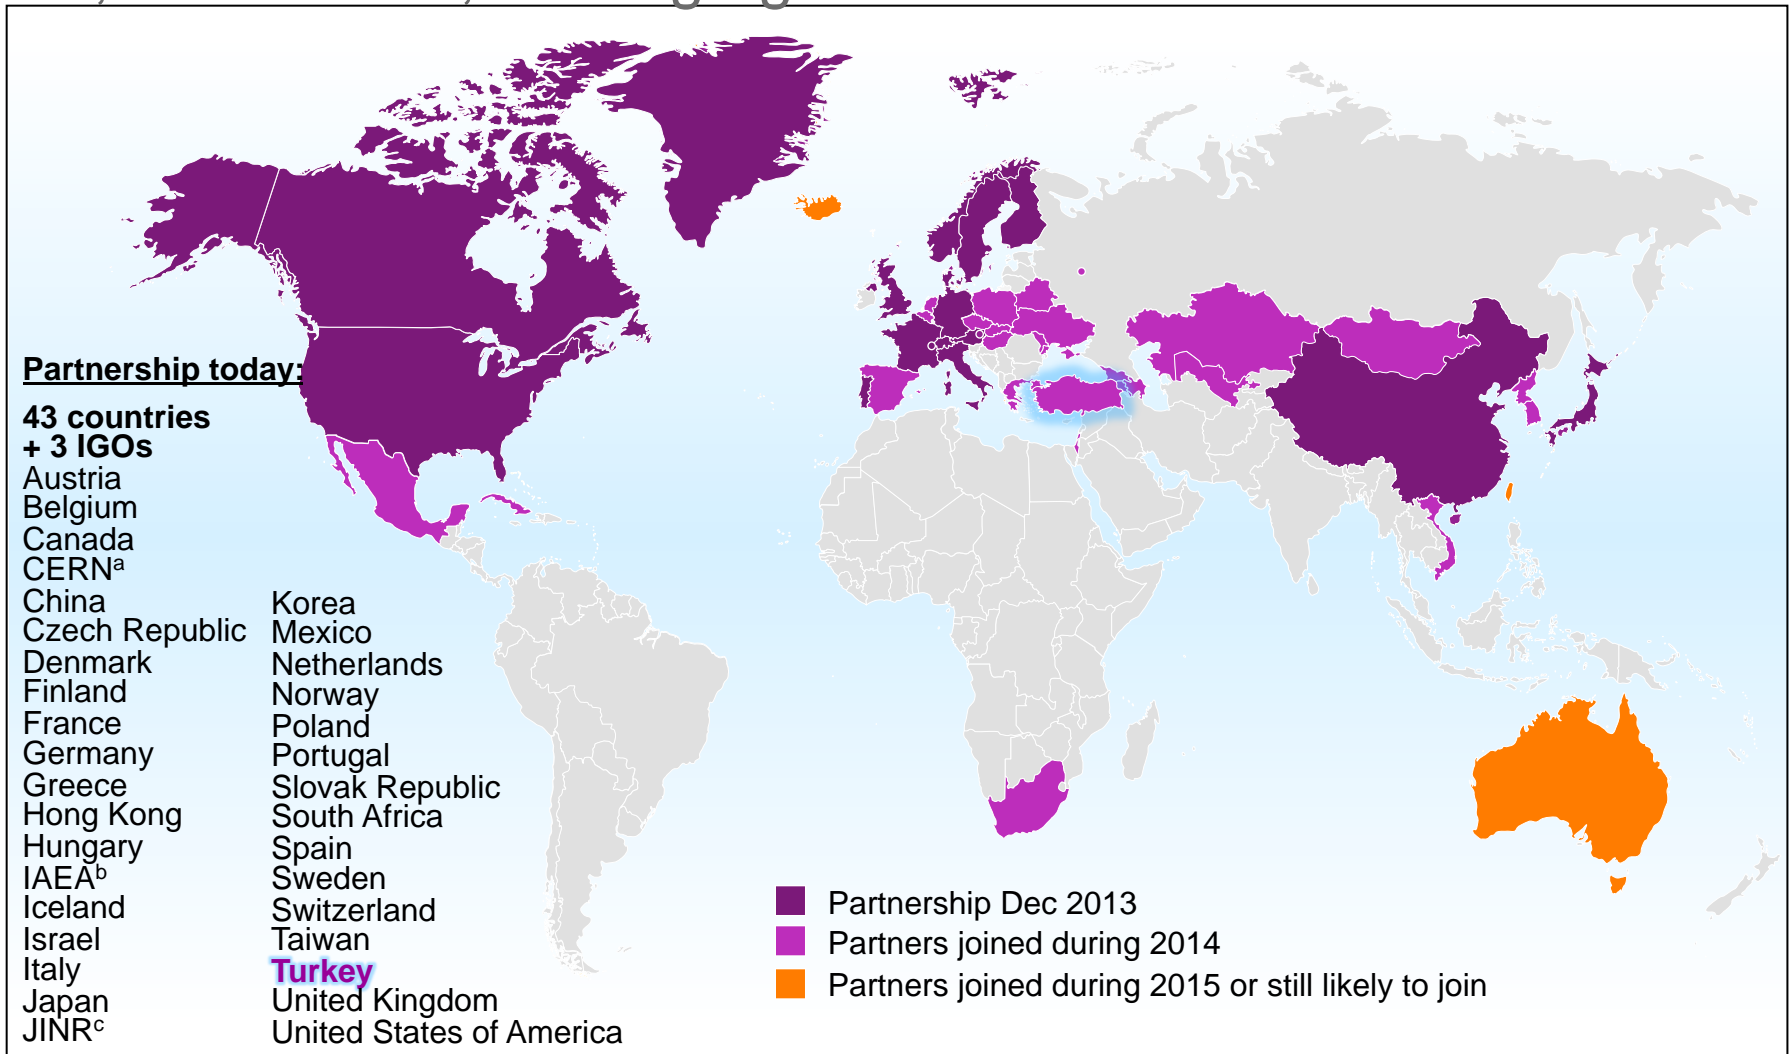 Partnership today:
43 countries
+ 3 IGOs
Austria
Belgium
Canada
CERNa
China
Czech Republic
Denmark
Finland
France
Germany
Greece
Hong Kong
Hungary
IAEAb
Iceland
Israel
Italy
Japan
JINRc
Korea
Mexico
Netherlands
Norway
Poland
Portugal
Slovak Republic
South Africa
Spain
Sweden
Switzerland
Taiwan
Turkey
United Kingdom
United States of America
Partnership Dec 2013
Partners joined during 2014
Partners joined during 2015 or still likely to join